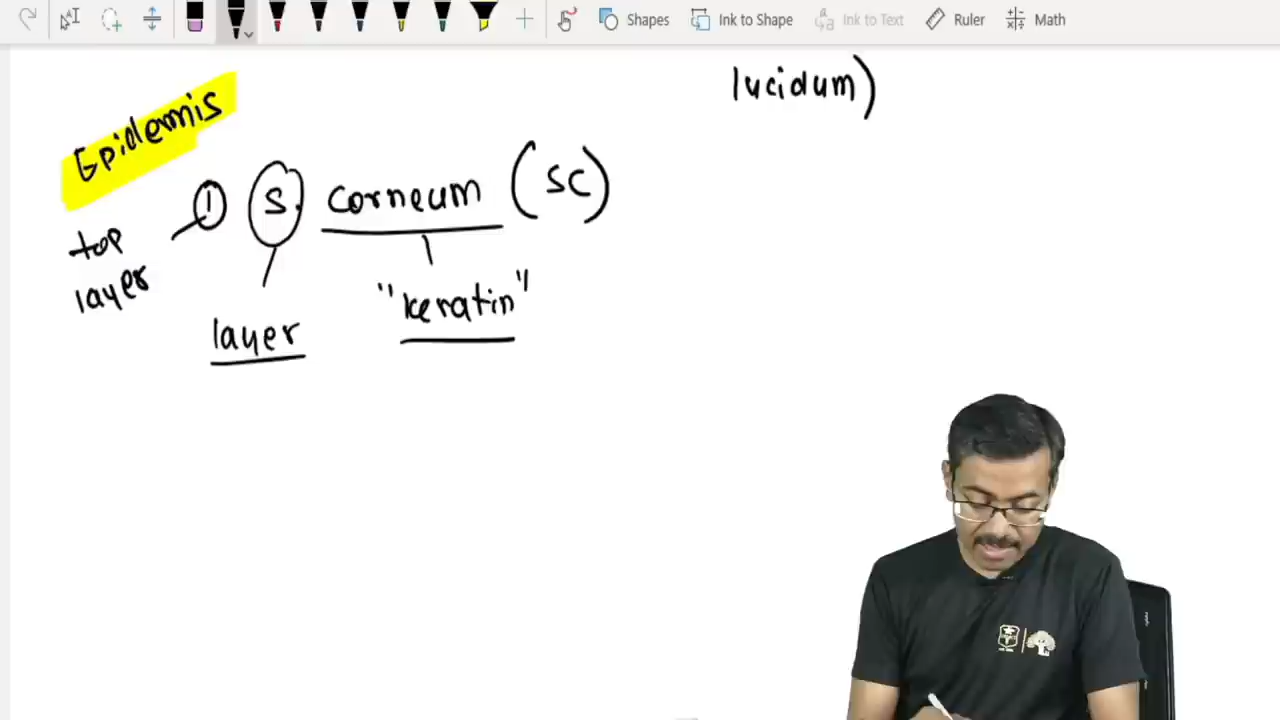 Shapes
Ink to Shape
Ink to Text
Ruler
Math
lucidum)
Epidermis
① S. corneum (SC)
top
layer
"keratin"
layer